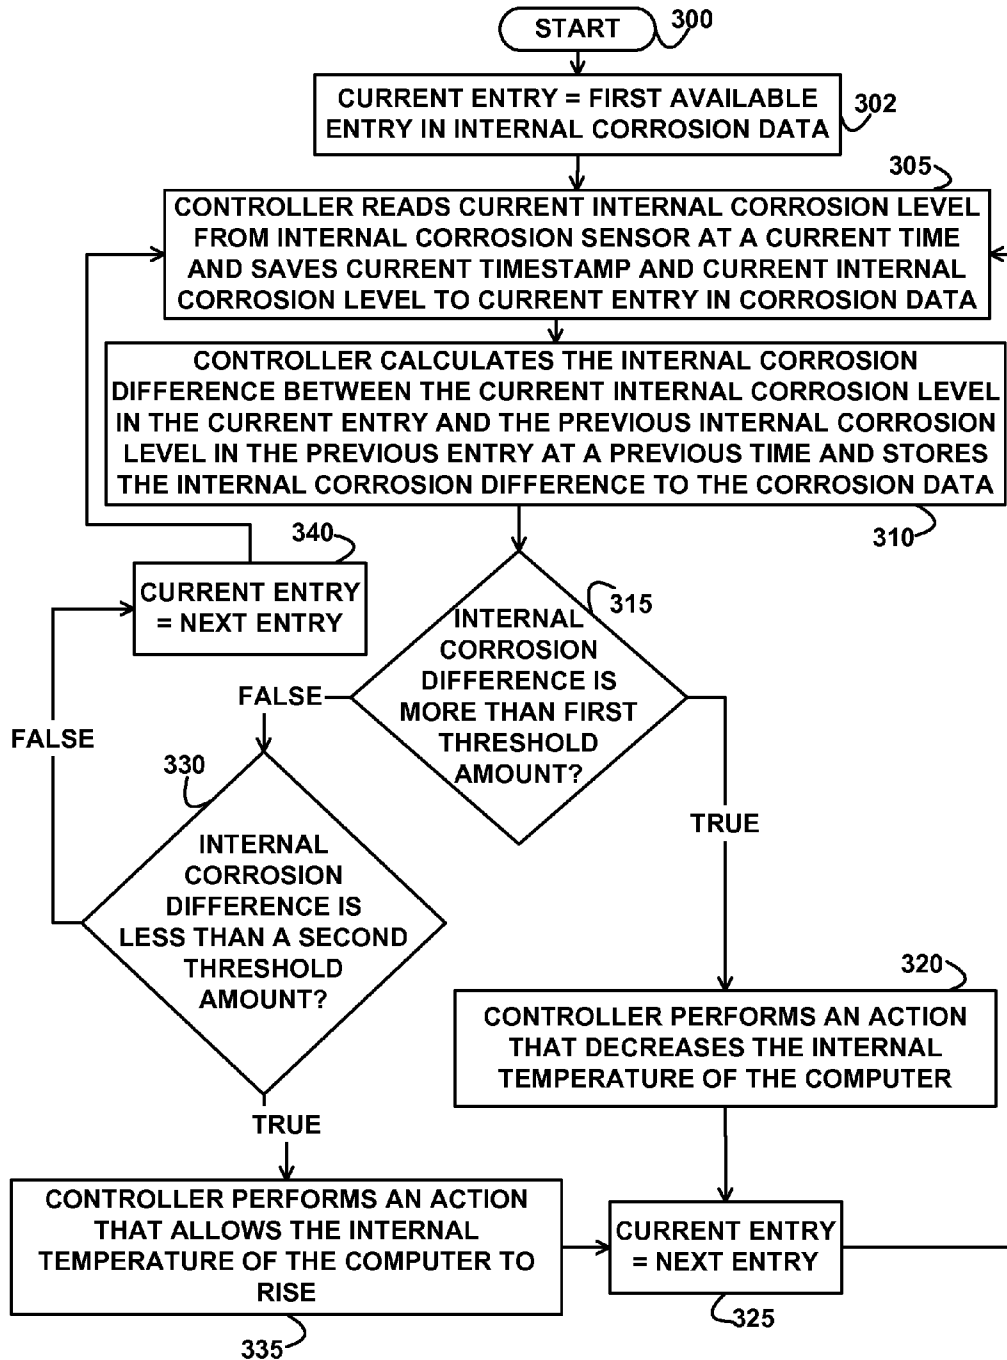 START
300
CURRENT ENTRY = FIRST AVAILABLE
ENTRY IN INTERNAL CORROSION DATA
302
305
CONTROLLER READS CURRENT INTERNAL CORROSION LEVEL
FROM INTERNAL CORROSION SENSOR AT A CURRENT TIME
AND SAVES CURRENT TIMESTAMP AND CURRENT INTERNAL
CORROSION LEVEL TO CURRENT ENTRY IN CORROSION DATA
CONTROLLER CALCULATES THE INTERNAL CORROSION
DIFFERENCE BETWEEN THE CURRENT INTERNAL CORROSION LEVEL
IN THE CURRENT ENTRY AND THE PREVIOUS INTERNAL CORROSION
LEVEL IN THE PREVIOUS ENTRY AT A PREVIOUS TIME AND STORES
THE INTERNAL CORROSION DIFFERENCE TO THE CORROSION DATA
310
340
CURRENT ENTRY
= NEXT ENTRY
315
INTERNAL
CORROSION
DIFFERENCE IS
MORE THAN FIRST
THRESHOLD
AMOUNT?
FALSE
FALSE
TRUE
330
INTERNAL
CORROSION
DIFFERENCE IS
LESS THAN A SECOND
THRESHOLD
AMOUNT?
TRUE
320
CONTROLLER PERFORMS AN ACTION
THAT DECREASES THE INTERNAL
TEMPERATURE OF THE COMPUTER
CONTROLLER PERFORMS AN ACTION
THAT ALLOWS THE INTERNAL
TEMPERATURE OF THE COMPUTER TO
RISE
335
CURRENT ENTRY
= NEXT ENTRY
325